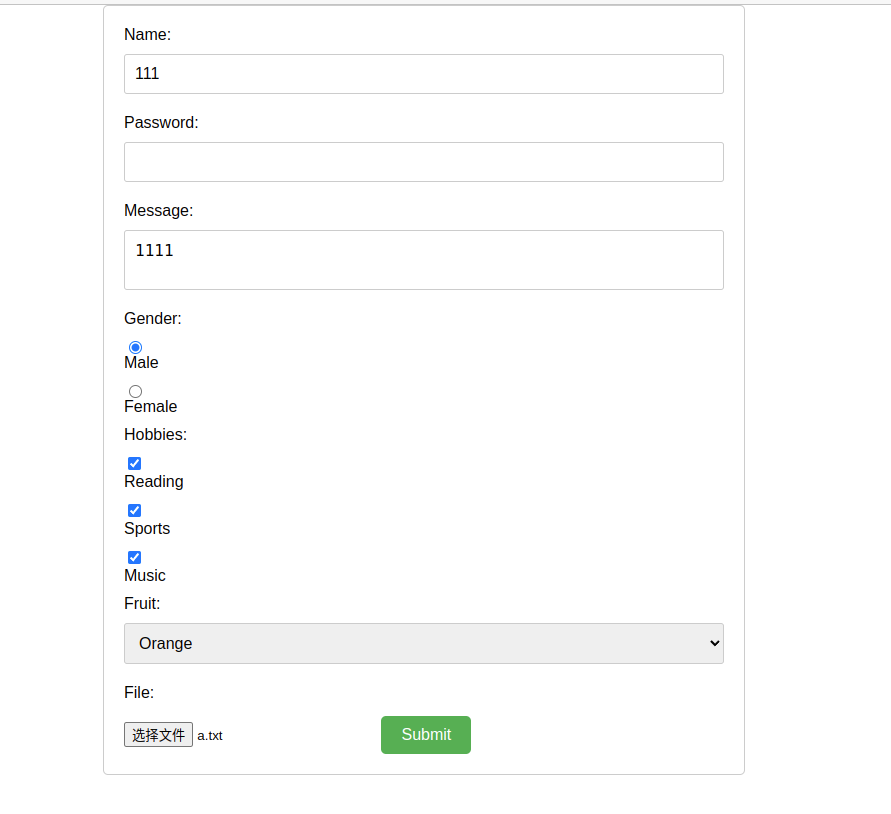 Name:
111
Password:
Message:
1111
Gender:
Male
Female
Hobbies:
Reading
Sports
Music
Fruit:
Orange
File:
选择文件 a.txt Submit